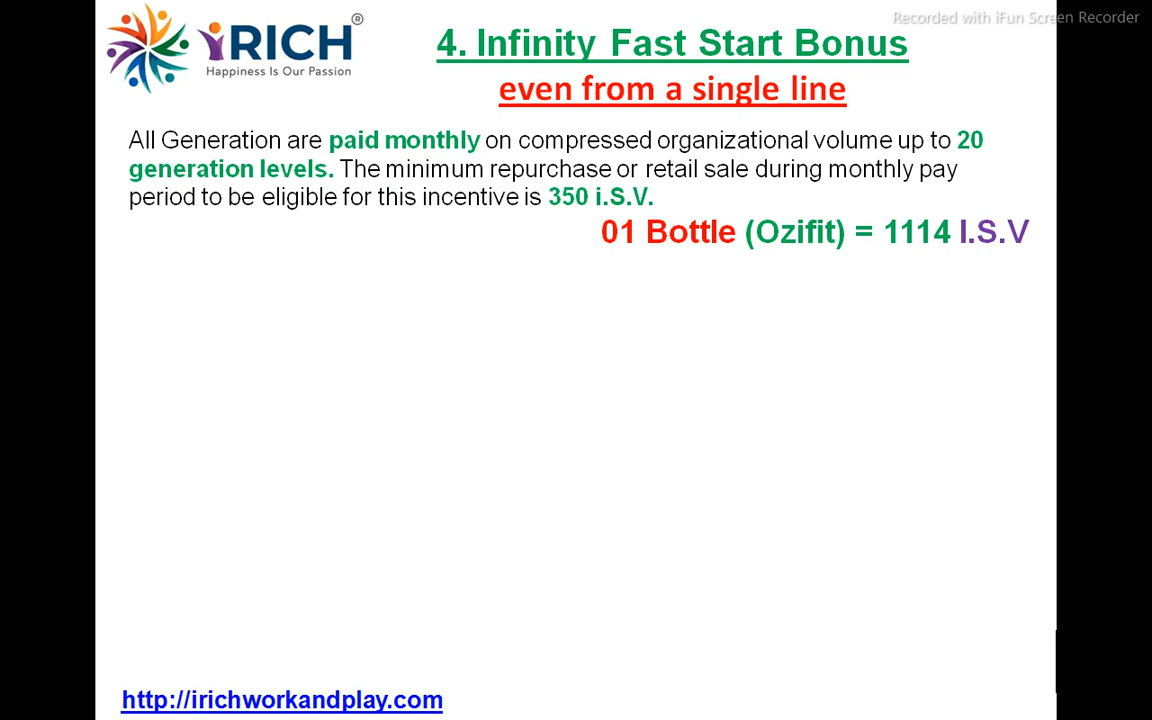 Recorded with iFun Screen Recorder
iRICH®
Happiness Is Our Passion
4. Infinity Fast Start Bonus
even from a single line
All Generation are paid monthly on compressed organizational volume up to 20
generation levels. The minimum repurchase or retail sale during monthly pay
period to be eligible for this incentive is 350 i.S.V.
01 Bottle (Ozifit) = 1114 I.S.V
http://irichworkandplay.com